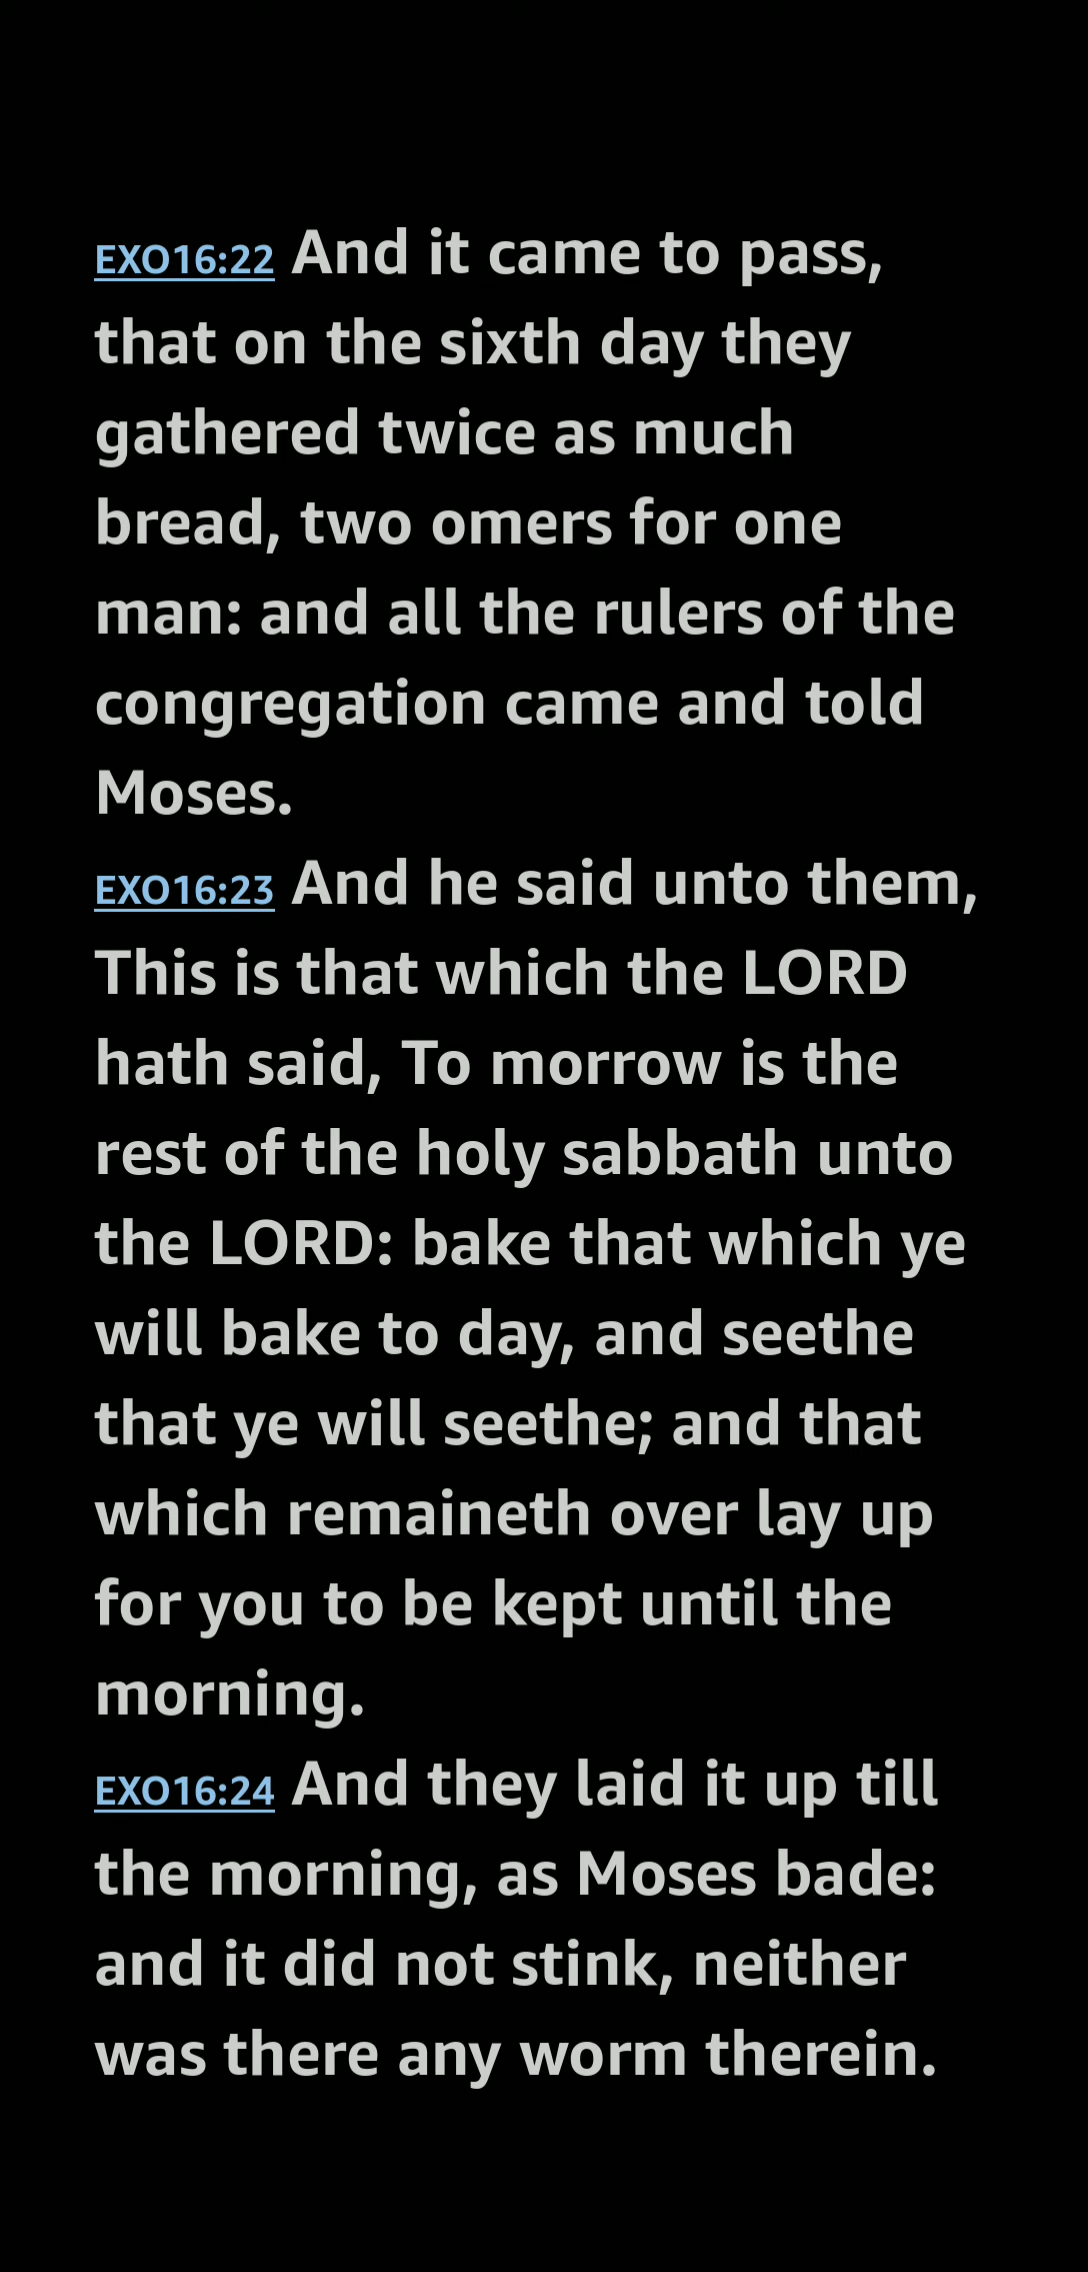 EXO16:22 And it came to pass,
that on the sixth day they
gathered twice as much
bread, two omers for one
man: and all the rulers of the
congregation came and told
Moses.
EXO16:23 And he said unto them,
This is that which the LORD
hath said, To morrow is the
rest of the holy sabbath unto
the LORD: bake that which ye
will bake to day, and seethe
that ye will seethe; and that
which remaineth over lay up
for you to be kept until the
morning.
EXO16:24 And they laid it up till
the morning, as Moses bade:
and it did not stink, neither
was there any worm therein.